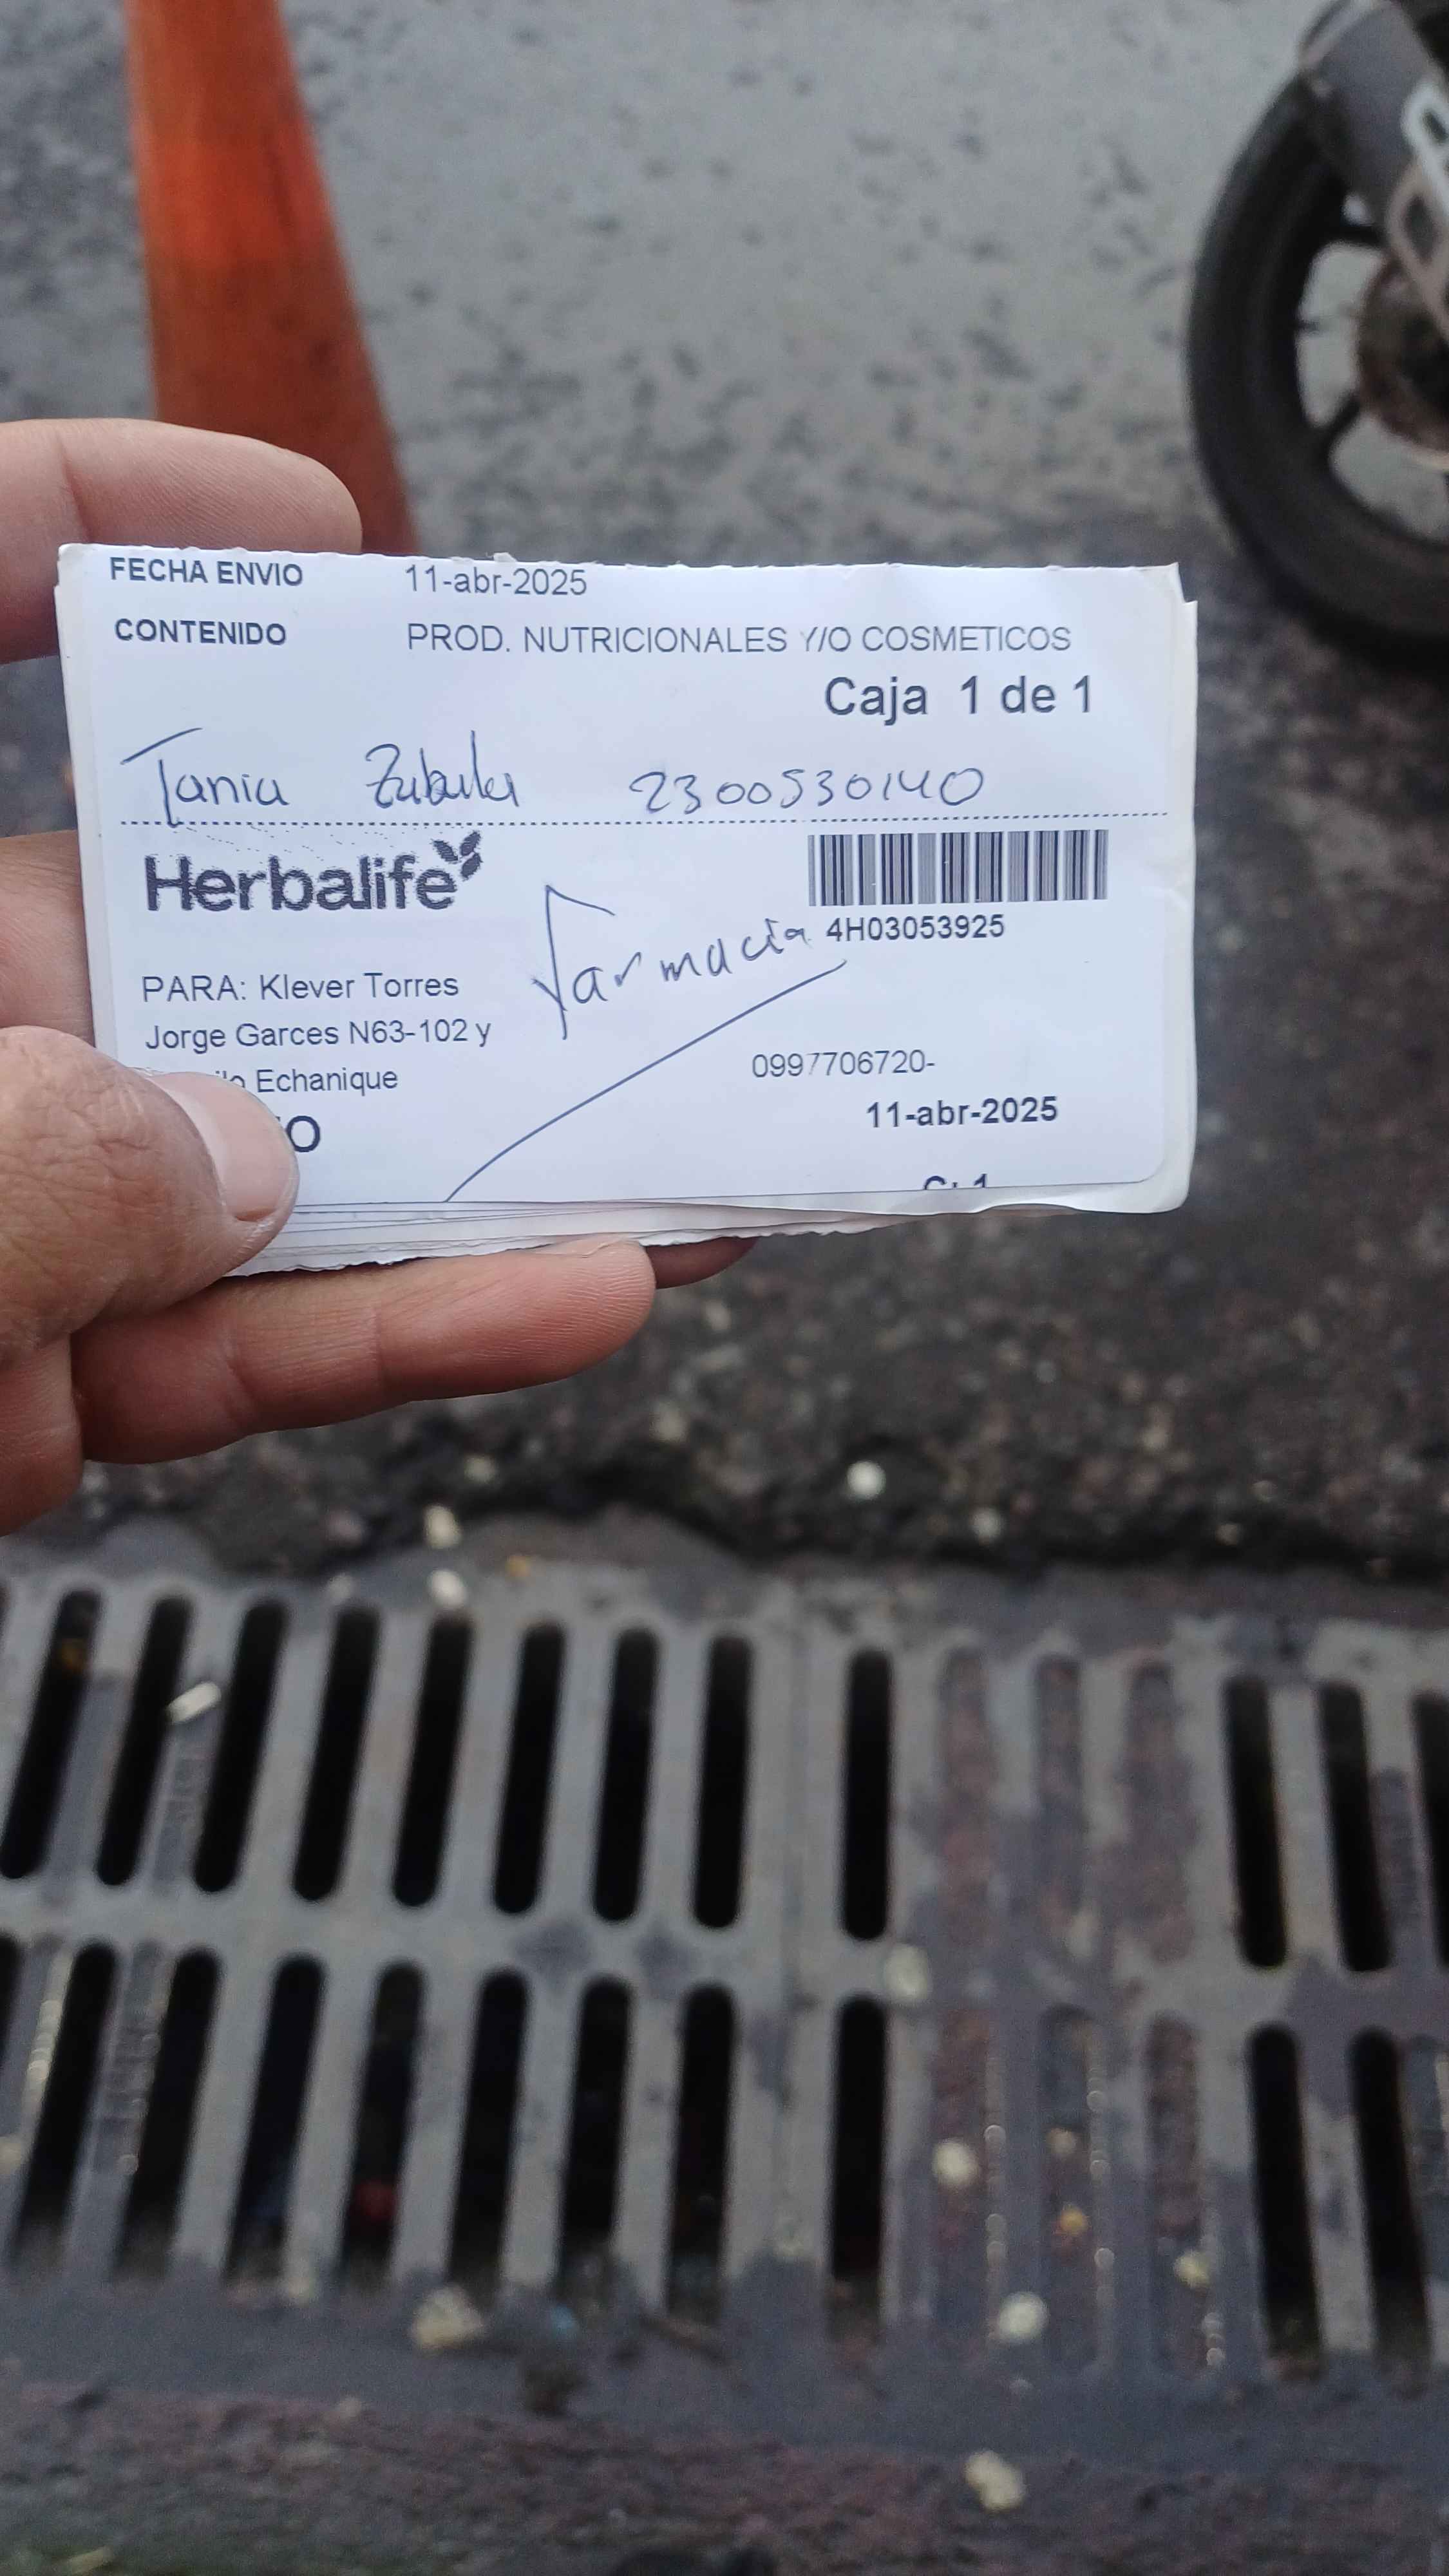 FECHA ENVIO 11-abr-2025
CONTENIDO PROD. NUTRICIONALES Y/O COSMETICOS
Caja 1 de 1
Tania 2300530140
Herbalife
farmacia
4H03053925
PARA: Klever Torres
Jorge Garces N63-102 y
Echanique
0997706720-
11-abr-2025